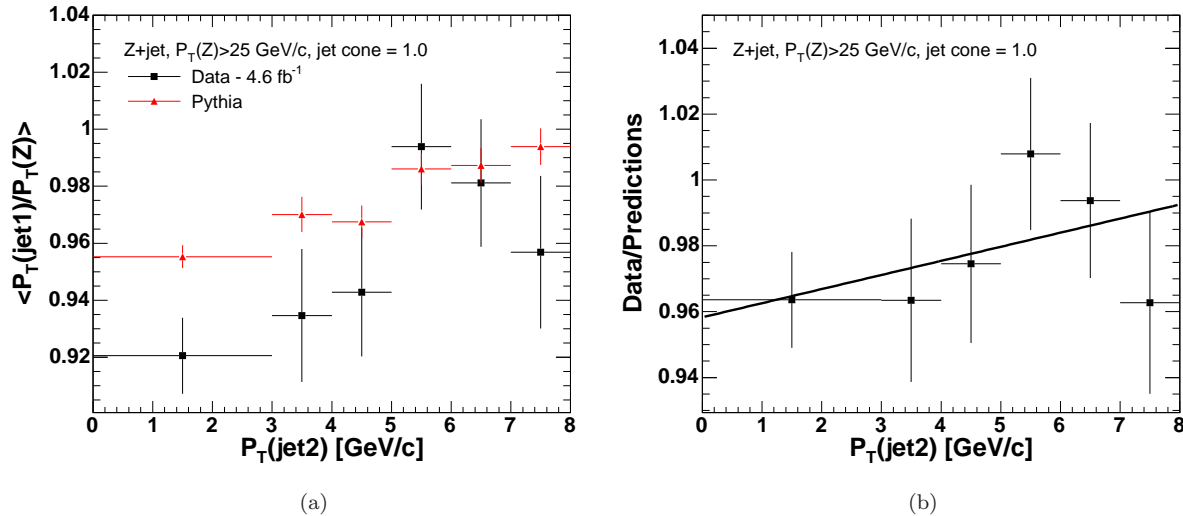 Z+jet, P_T(Z)>25 GeV/c, jet cone = 1.0
Data - 4.6 fb⁻¹
Pythia
<P_T(jet1)/P_T(Z)>
1.04
1.02
1
0.98
0.96
0.94
0.92
0 1 2 3 4 5 6 7 8
P_T(jet2) [GeV/c]
(a)
Z+jet, P_T(Z)>25 GeV/c, jet cone = 1.0
Data/Predictions
1.04
1.02
1
0.98
0.96
0.94
0 1 2 3 4 5 6 7 8
P_T(jet2) [GeV/c]
(b)